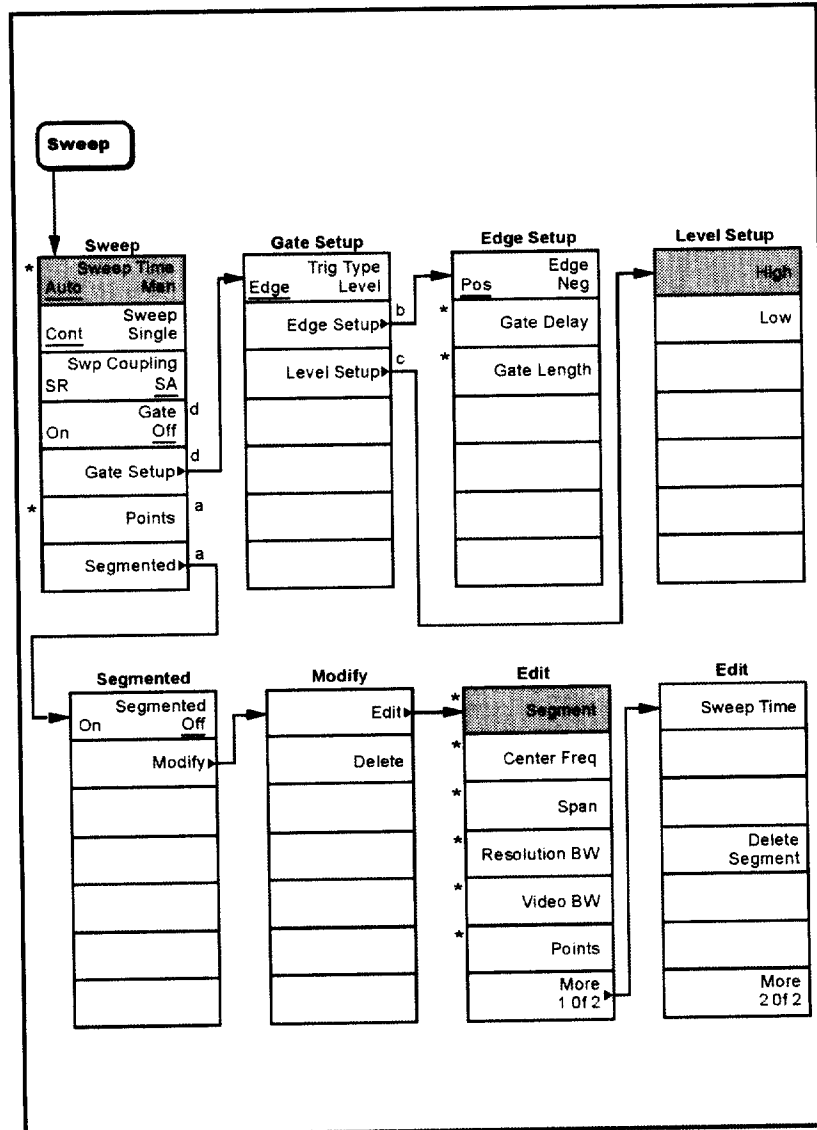 Sweep
Sweep
* Sweep Time
Auto Man
Sweep
Cont Single
Swp Coupling
SR SA
Gate d
On Off
Gate Setup d
* Points a
Segmented a
Gate Setup
Trig Type
Edge Level
Edge Setup b
Level Setup c
Edge Setup
Edge
Pos Neg
* Gate Delay
* Gate Length
Level Setup
High
Low
Segmented
Segmented
On Off
Modify
Modify
Edit
Delete
Edit
* Segment
* Center Freq
* Span
* Resolution BW
* Video BW
* Points
More
1 Of 2
Edit
Sweep Time
Delete
Segment
More
2 Of 2